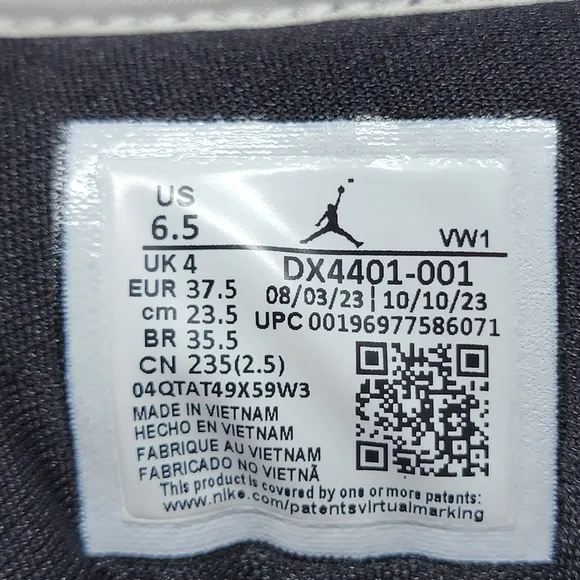 US
6.5
VW1
UK 4
EUR 37.5
cm 23.5
BR 35.5
CN 235(2.5)
04QTAT49X59W3
DX4401-001
08/03/23 | 10/10/23
UPC 00196977586071
MADE IN VIETNAM
HECHO EN VIETNAM
FABRIQUE AU VIETNAM
FABRICADO NO VIETNÃ
This product is covered by one or more patents:
www.nike.com/patentsvirtualmarking